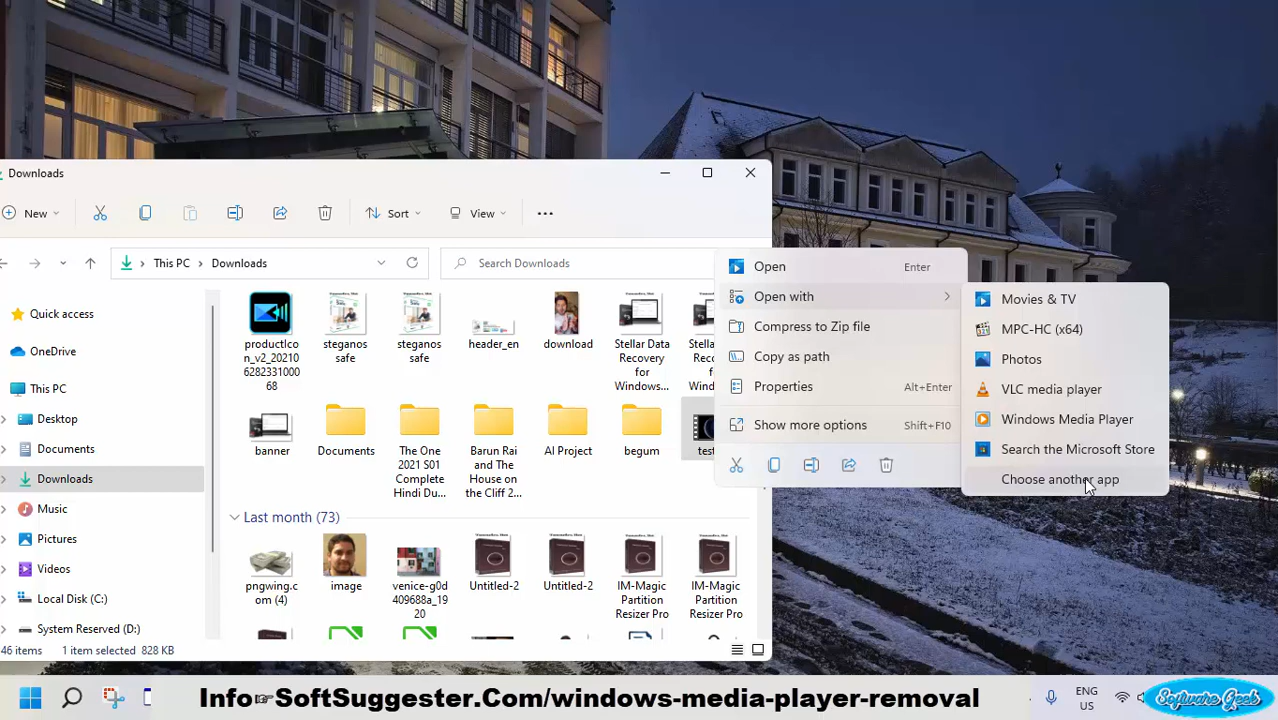 Downloads
New
Sort
View
This PC
Downloads
Search Downloads
Quick access
OneDrive
This PC
Desktop
Documents
Downloads
Music
Pictures
Videos
Local Disk (C:)
System Reserved (D:)
productIc
on_v2_20210
6282331000
68
steganos
safe
steganos
safe
header_en
download
Stellar Data
Recovery for
Windows...
banner
Documents
The One
2021 S01
Complete
Hindi Du...
Barun Rai
and The
House on
the Cliff 2...
AI Project
begum
test
Last month (73)
pngwing.c
om (4)
image
venice-g0d
409688a_19
20
Untitled-2
Untitled-2
IM-Magic
Partition
Resizer Pro
IM-Magic
Partition
Resizer Pro
46 items
1 item selected 828 KB
Open Enter
Open with
Compress to Zip file
Copy as path
Properties Alt+Enter
Show more options Shift+F10
Movies & TV
MPC-HC (x64)
Photos
VLC media player
Windows Media Player
Search the Microsoft Store
Choose another app
Info☞SoftSuggester.Com/windows-media-player-removal
ENG
US
Software Geek